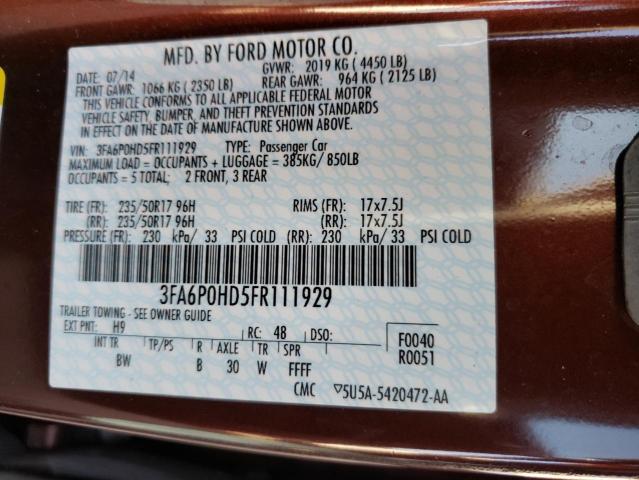 MFD. BY FORD MOTOR CO.
DATE: 07/14 GVWR: 2019 KG ( 4450 LB)
FRONT GAWR: 1066 KG ( 2350 LB) REAR GAWR: 964 KG ( 2125 LB)
THIS VEHICLE CONFORMS TO ALL APPLICABLE FEDERAL MOTOR
VEHICLE SAFETY, BUMPER, AND THEFT PREVENTION STANDARDS
IN EFFECT ON THE DATE OF MANUFACTURE SHOWN ABOVE.
VIN: 3FA6P0HD5FR111929 TYPE: Passenger Car
MAXIMUM LOAD = OCCUPANTS + LUGGAGE = 385KG/ 850LB
OCCUPANTS = 5 TOTAL; 2 FRONT, 3 REAR
TIRE (FR): 235/50R17 96H RIMS (FR): 17x7.5J
(RR): 235/50R17 96H (RR): 17x7.5J
PRESSURE (FR): 230 kPa/ 33 PSI COLD (RR): 230 kPa/ 33 PSI COLD
3FA6P0HD5FR111929
TRAILER TOWING - SEE OWNER GUIDE
EXT PNT: H9 RC: 48 DSO: F0040
INT TR TP/PS R AXLE TR SPR R0051
BW B 30 W FFFF
CMC ▽5U5A-5420472-AA